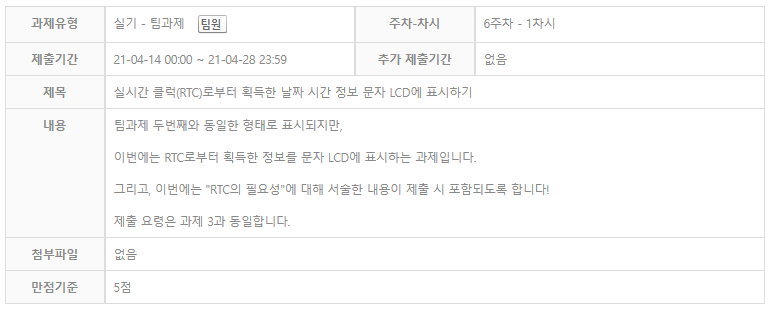 과제유형 실기 - 팀과제 팀원 주차-차시 6주차 - 1차시
제출기간 21-04-14 00:00 ~ 21-04-28 23:59 추가 제출기간 없음
제목 실시간 클럭(RTC)로부터 획득한 날짜 시간 정보 문자 LCD에 표시하기
내용 팀과제 두번째와 동일한 형태로 표시되지만,
이번에는 RTC로부터 획득한 정보를 문자 LCD에 표시하는 과제입니다.
그리고, 이번에는 "RTC의 필요성"에 대해 서술한 내용이 제출 시 포함되도록 합니다!
제출 요령은 과제 3과 동일합니다.
첨부파일 없음
만점기준 5점